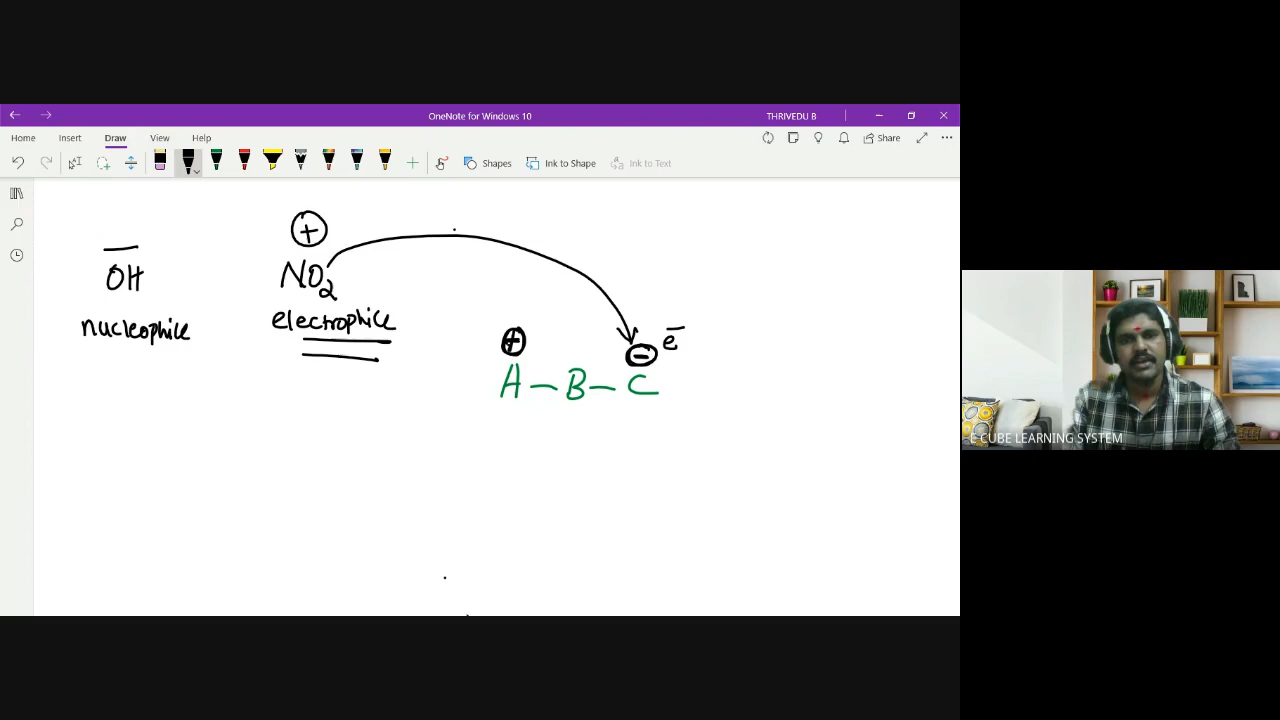 OneNote for Windows 10
THRIVEDU B
Home Insert Draw View Help
Share
Shapes Ink to Shape Ink to Text
⊕
OH
NO2
nucleophile
electrophile
⊕ ⊖ e̅
A — B — C
E CUBE LEARNING SYSTEM